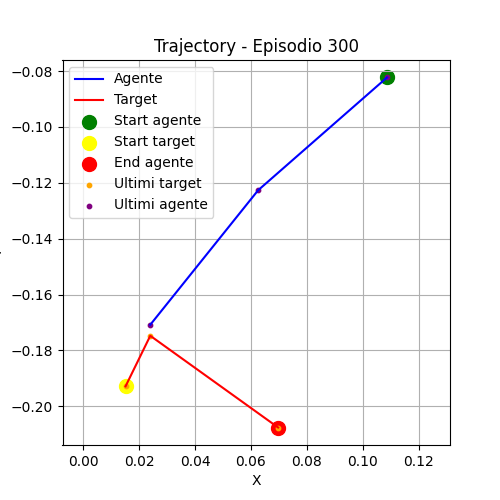 Trajectory - Episodio 300
Agente
Target
Start agente
Start target
End agente
Ultimi target
Ultimi agente
−0.08
−0.10
−0.12
−0.14
−0.16
−0.18
−0.20
0.00 0.02 0.04 0.06 0.08 0.10 0.12
X